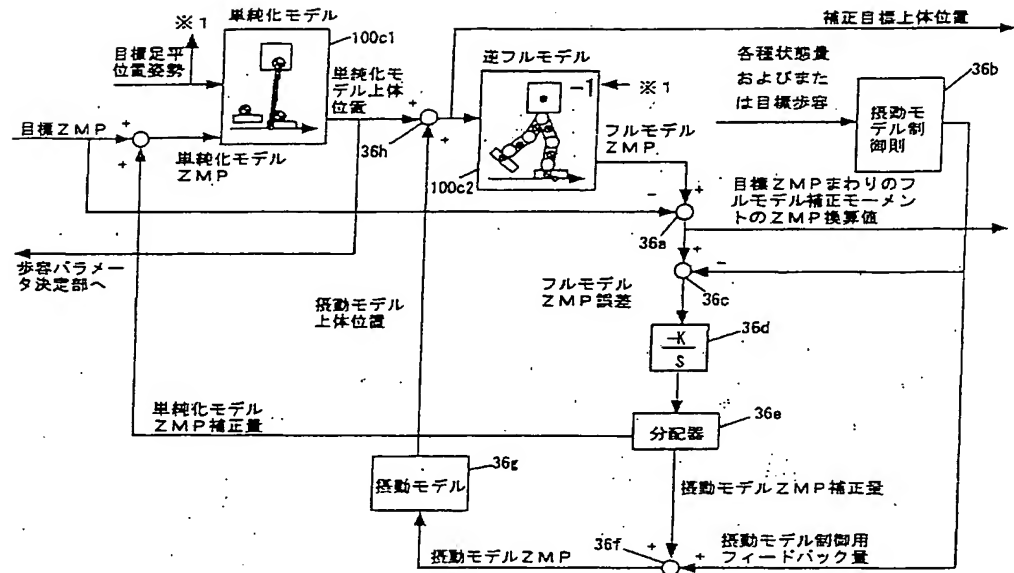 ※1
単純化モデル
100c1
目標足平
位置姿勢
単純化モ
デル上体
位置
補正目標上体位置
逆フルモデル
-1
※1
各種状態量
およびまた
は目標歩容
36b
摂動モ
デル制
御則
目標ZMP
+
+
単純化モデル
ZMP
+
+
36h
100c2
フルモデル
ZMP
-
+
36a
目標ZMPまわりのフ
ルモデル補正モーメン
トのZMP換算値
歩容パラメー
タ決定部へ
摂動モデル
上体位置
フルモデル
ZMP誤差
+
-
36c
-K
S
36d
単純化モデル
ZMP補正量
分配器
36e
摂動モデル
36g
摂動モデルZMP補正量
摂動モデルZMP
36f
+
+
摂動モデル制御用
フィードバック量